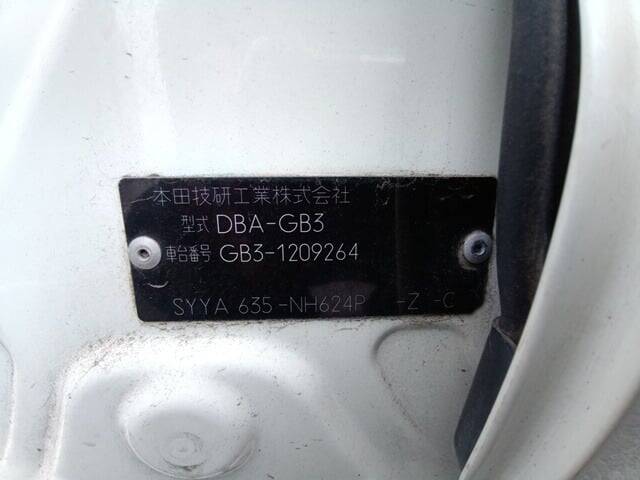 本田技研工業株式会社
型式 DBA-GB3
車台番号 GB3-1209264
SYYA 635-NH624P -Z -C